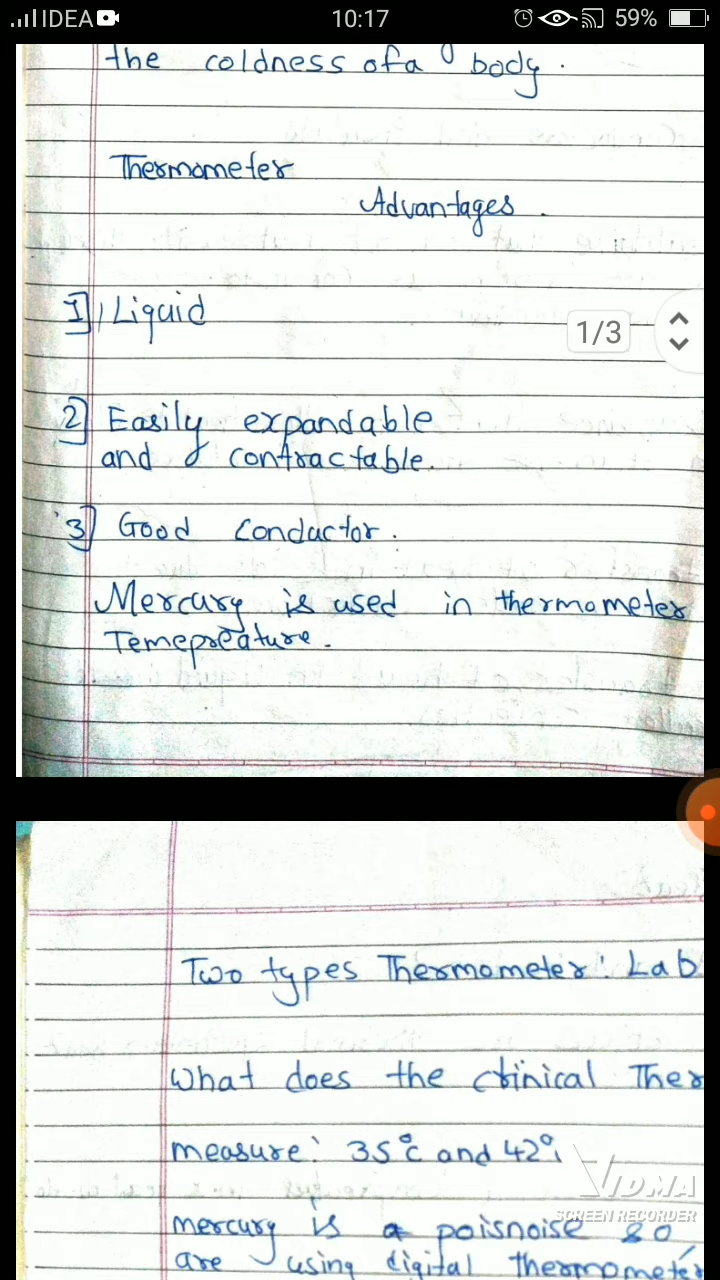 IDEA 10:17 59%
the coldness of a body.
Thermometer
Advantages.
1] Liquid
1/3
2] Easily expandable
and contractable.
3] Good Conductor.
Mercury is used in thermometer
Temepreature.
Two types Thermometer: Lab
What does the clinical Ther
measure: 35°c and 42°
mercury is a poisnoise so
are using digital thermometer
VIDMA
SCREEN RECORDER